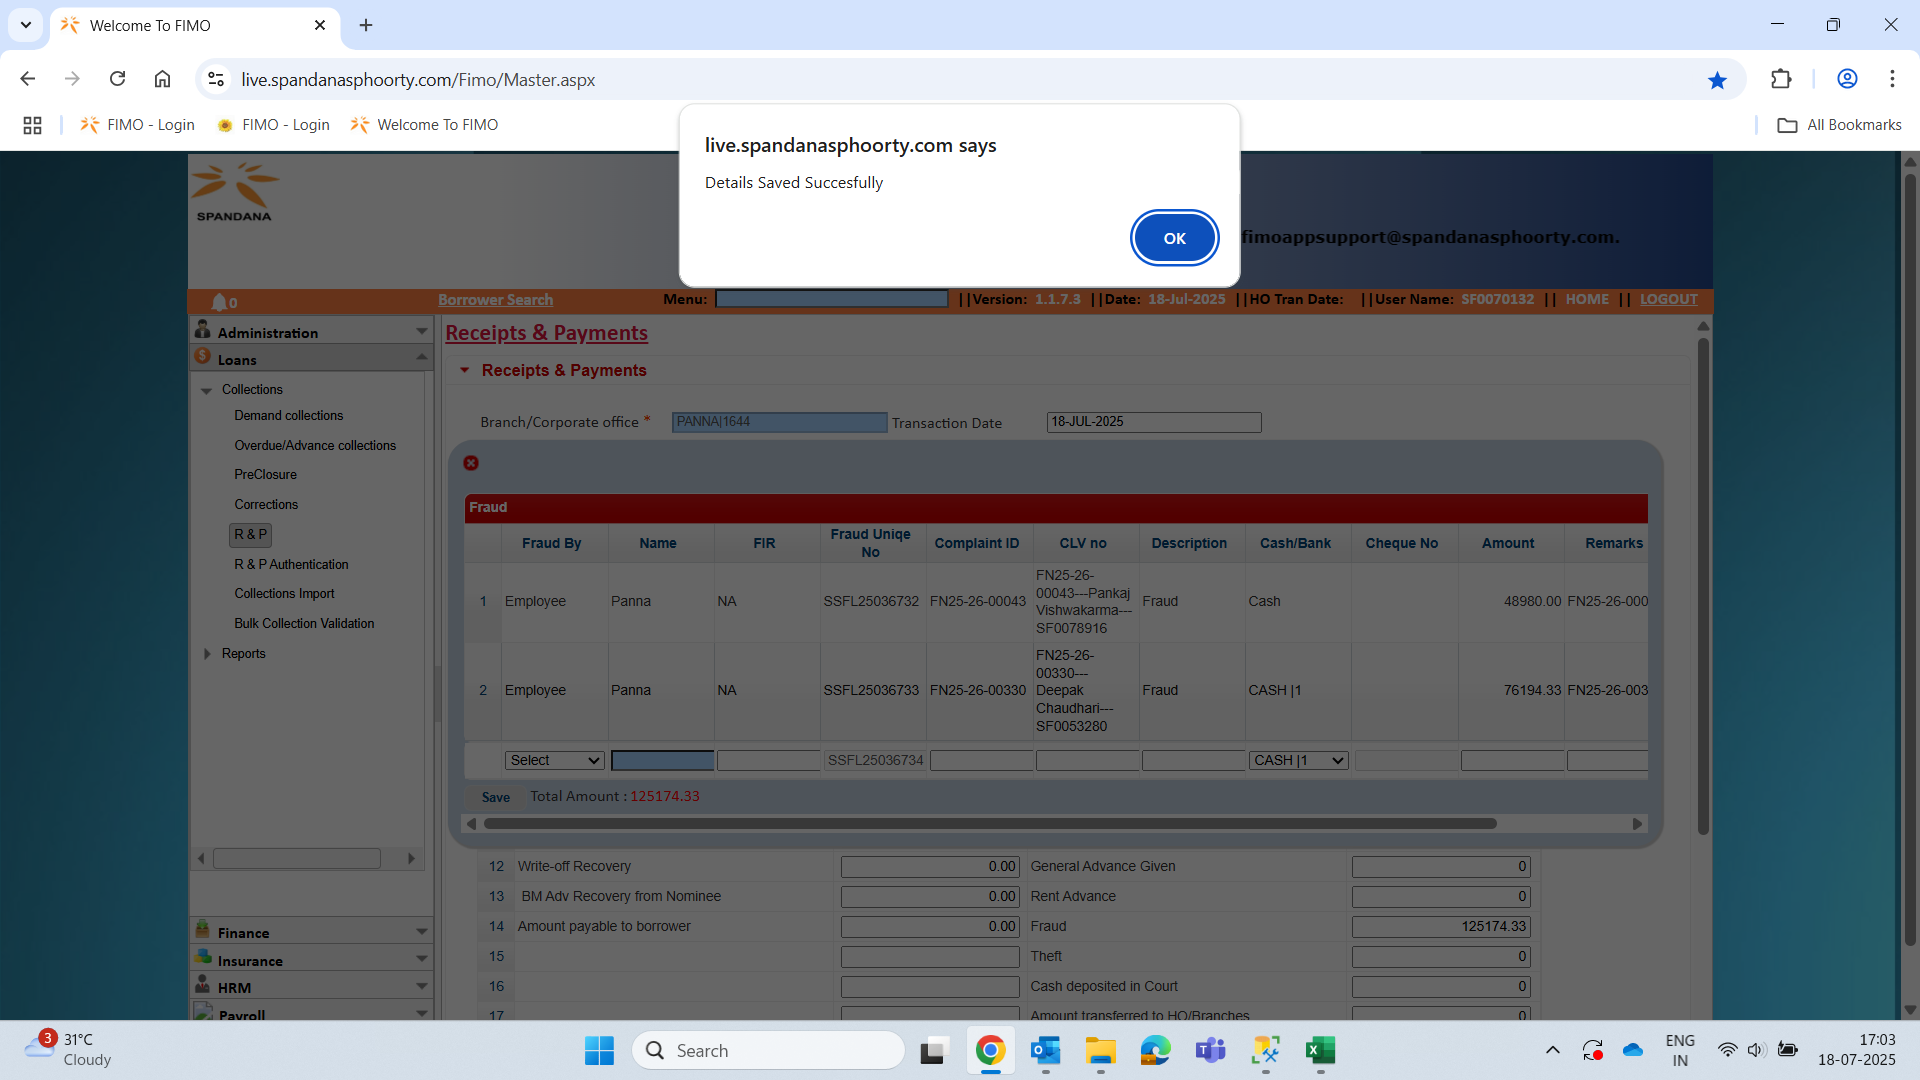 Welcome To FIMO
live.spandanasphoorty.com/Fimo/Master.aspx
FIMO - Login
FIMO - Login
Welcome To FIMO
All Bookmarks
live.spandanasphoorty.com says
Details Saved Succesfully
OK
SPANDANA
fimoappsupport@spandanasphoorty.com.
0
Borrower Search
Menu:
||Version: 1.1.7.3 ||Date: 18-Jul-2025 ||HO Tran Date: ||User Name: SF0070132 || HOME || LOGOUT
Administration
Loans
Collections
Demand collections
Overdue/Advance collections
PreClosure
Corrections
R & P
R & P Authentication
Collections Import
Bulk Collection Validation
Reports
Finance
Insurance
HRM
Payroll
Receipts & Payments
Receipts & Payments
Branch/Corporate office * PANNA|1644 Transaction Date 18-JUL-2025
Fraud
Fraud By Name FIR Fraud Uniqe No Complaint ID CLV no Description Cash/Bank Cheque No Amount Remarks
1 Employee Panna NA SSFL25036732 FN25-26-00043 FN25-26-00043---Pankaj Vishwakarma---SF0078916 Fraud Cash 48980.00 FN25-26-000
2 Employee Panna NA SSFL25036733 FN25-26-00330 FN25-26-00330---Deepak Chaudhari---SF0053280 Fraud CASH |1 76194.33 FN25-26-003
Select SSFL25036734 CASH |1
Save Total Amount : 125174.33
12 Write-off Recovery 0.00 General Advance Given 0
13 BM Adv Recovery from Nominee 0.00 Rent Advance 0
14 Amount payable to borrower 0.00 Fraud 125174.33
15 Theft 0
16 Cash deposited in Court 0
17 Amount transferred to HO/Branches 0
3
31°C
Cloudy
Search
ENG
IN
17:03
18-07-2025